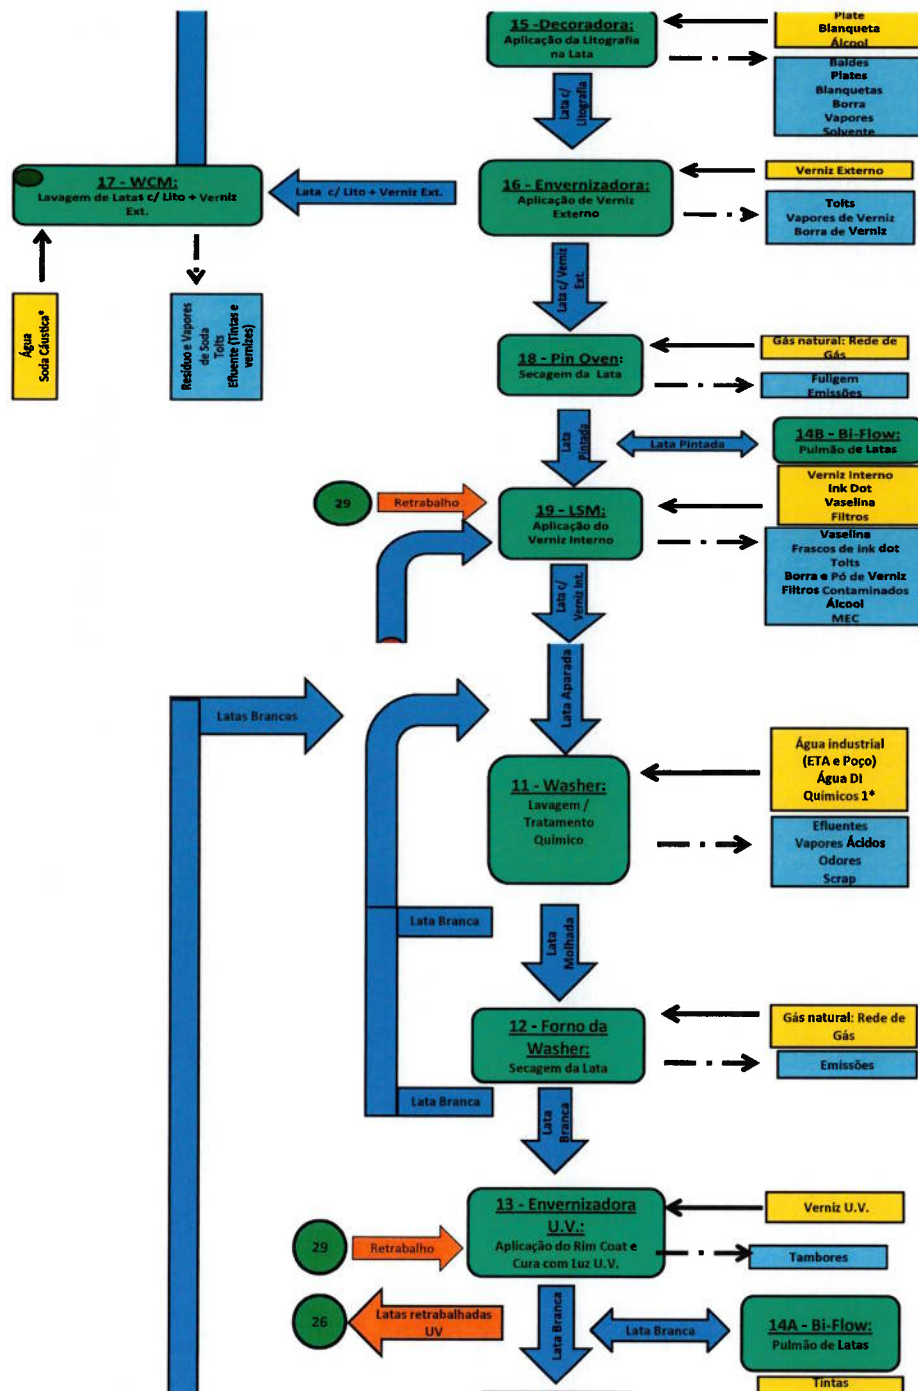 15 -Decoradora:
Aplicação da Litografia
na Lata
Plate
Blanqueta
Álcool
Baldes
Plates
Blanquetas
Borra
Vapores
Solvente
Lata c/
Litografia
17 - WCM:
Lavagem de Latas c/ Lito + Verniz
Ext.
Lata c/ Lito + Verniz Ext.
16 - Envernizadora:
Aplicação de Verniz
Externo
Verniz Externo
Tolts
Vapores de Verniz
Borra de Verniz
Água
Soda Cáustica*
Resíduo e Vapores
de Soda
Tolts
Efluente (Tintas e
vernizes)
Lata c/ Verniz
Ext.
18 - Pin Oven:
Secagem da Lata
Gás natural: Rede de
Gás
Fuligem
Emissões
Lata
Pintada
Lata Pintada
14B - Bi-Flow:
Pulmão de Latas
29
Retrabalho
19 - LSM:
Aplicação do
Verniz Interno
Verniz Interno
Ink Dot
Vaselina
Filtros
Vaselina
Frascos de ink dot
Tolts
Borra e Pó de Verniz
Filtros Contaminados
Álcool
MEC
Lata c/
Verniz Int.
Lata Aparada
Latas Brancas
11 - Washer:
Lavagem /
Tratamento
Químico
Água industrial
(ETA e Poço)
Água DI
Químicos 1*
Efluentes
Vapores Ácidos
Odores
Scrap
Lata Branca
Lata
Molhada
12 - Forno da
Washer:
Secagem da Lata
Gás natural: Rede de
Gás
Emissões
Lata Branca
Lata
Branca
13 - Envernizadora
U.V.:
Aplicação do Rim Coat e
Cura com Luz U.V.
Verniz U.V.
Tambores
29
Retrabalho
26
Latas retrabalhadas
UV
Lata Branca
Lata Branca
14A - Bi-Flow:
Pulmão de Latas
Tintas